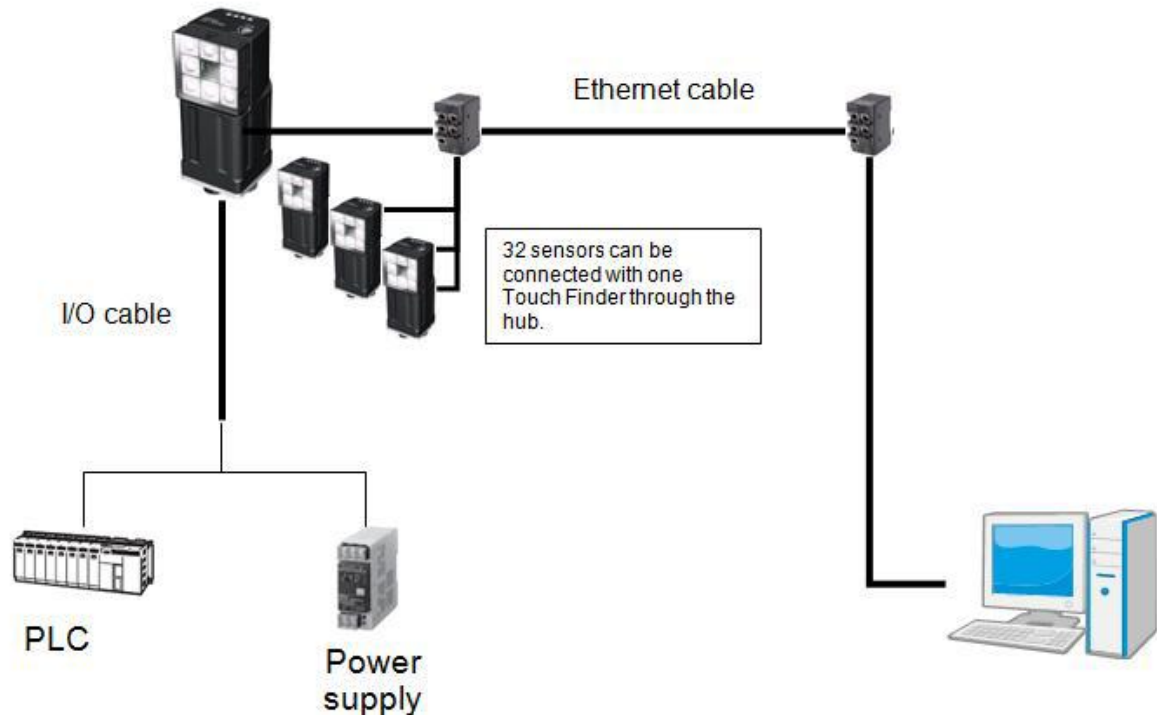 Ethernet cable
32 sensors can be
connected with one
Touch Finder through the
hub.
I/O cable
PLC
Power
supply